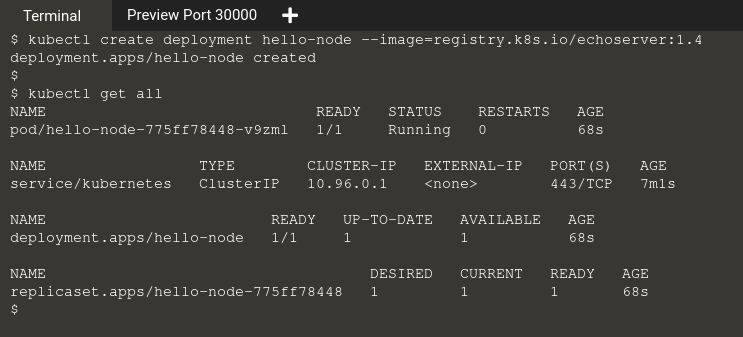 Terminal Preview Port 30000 +
$ kubectl create deployment hello-node --image=registry.k8s.io/echoserver:1.4
deployment.apps/hello-node created
$
$ kubectl get all
NAME READY STATUS RESTARTS AGE
pod/hello-node-775ff78448-v9zml 1/1 Running 0 68s
NAME TYPE CLUSTER-IP EXTERNAL-IP PORT(S) AGE
service/kubernetes ClusterIP 10.96.0.1 <none> 443/TCP 7m1s
NAME READY UP-TO-DATE AVAILABLE AGE
deployment.apps/hello-node 1/1 1 1 68s
NAME DESIRED CURRENT READY AGE
replicaset.apps/hello-node-775ff78448 1 1 1 68s
$